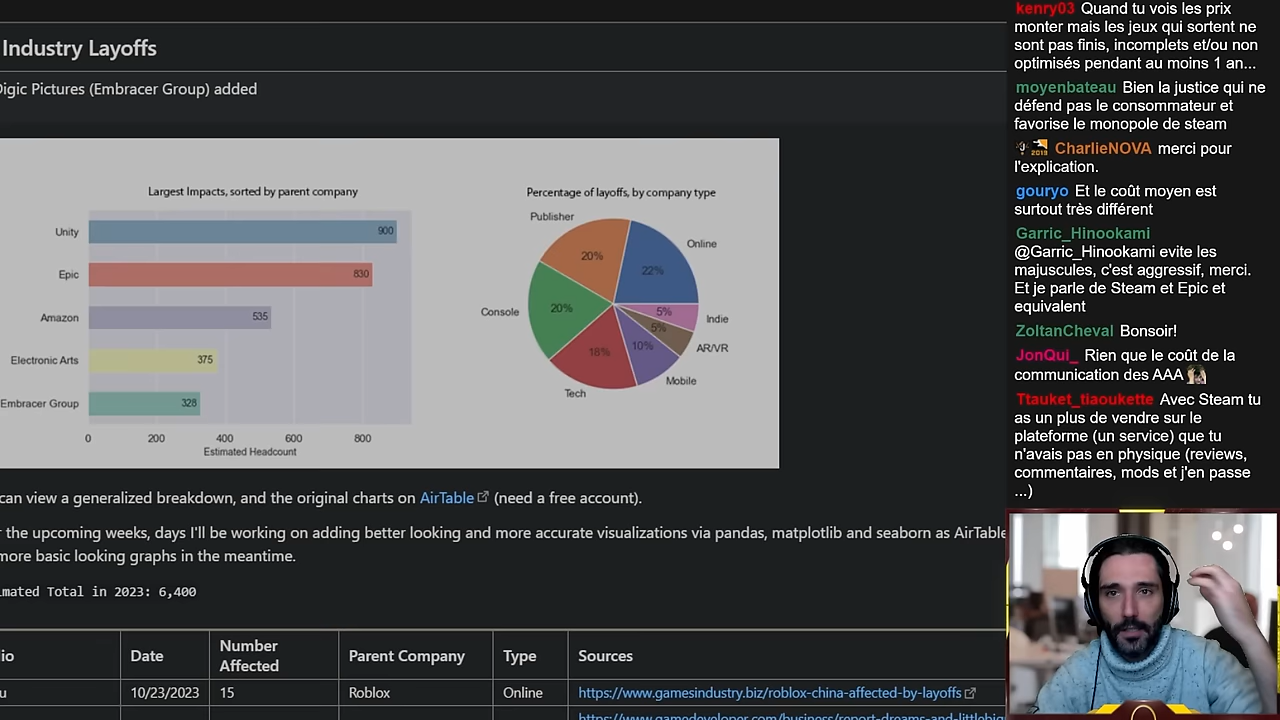 Industry Layoffs
Digic Pictures (Embracer Group) added
Largest Impacts, sorted by parent company
Unity
900
Epic
830
Amazon
535
Electronic Arts
375
Embracer Group
328
0 200 400 600 800
Estimated Headcount
Percentage of layoffs, by company type
Publisher
20%
Online
22%
Console
20%
Indie
5%
AR/VR
5%
Tech
18%
Mobile
10%
can view a generalized breakdown, and the original charts on AirTable (need a free account).
the upcoming weeks, days I'll be working on adding better looking and more accurate visualizations via pandas, matplotlib and seaborn as AirTable
more basic looking graphs in the meantime.
mated Total in 2023: 6,400
io Date Number Affected Parent Company Type Sources
u 10/23/2023 15 Roblox Online https://www.gamesindustry.biz/roblox-china-affected-by-layoffs
https://www.gamedeveloper.com/business/report-dreams-and-littlebig
kenry03 Quand tu vois les prix
monter mais les jeux qui sortent ne
sont pas finis, incomplets et/ou non
optimisés pendant au moins 1 an...
moyenbateau Bien la justice qui ne
défend pas le consommateur et
favorise le monopole de steam
CharlieNOVA merci pour
l'explication.
gouryo Et le coût moyen est
surtout très différent
Garric_Hinookami
@Garric_Hinookami evite les
majuscules, c'est aggressif, merci.
Et je parle de Steam et Epic et
equivalent
ZoltanCheval Bonsoir!
JonQui_ Rien que le coût de la
communication des AAA
Ttauket_tiaoukette Avec Steam tu
as un plus de vendre sur le
plateforme (un service) que tu
n'avais pas en physique (reviews,
commentaires, mods et j'en passe
...)